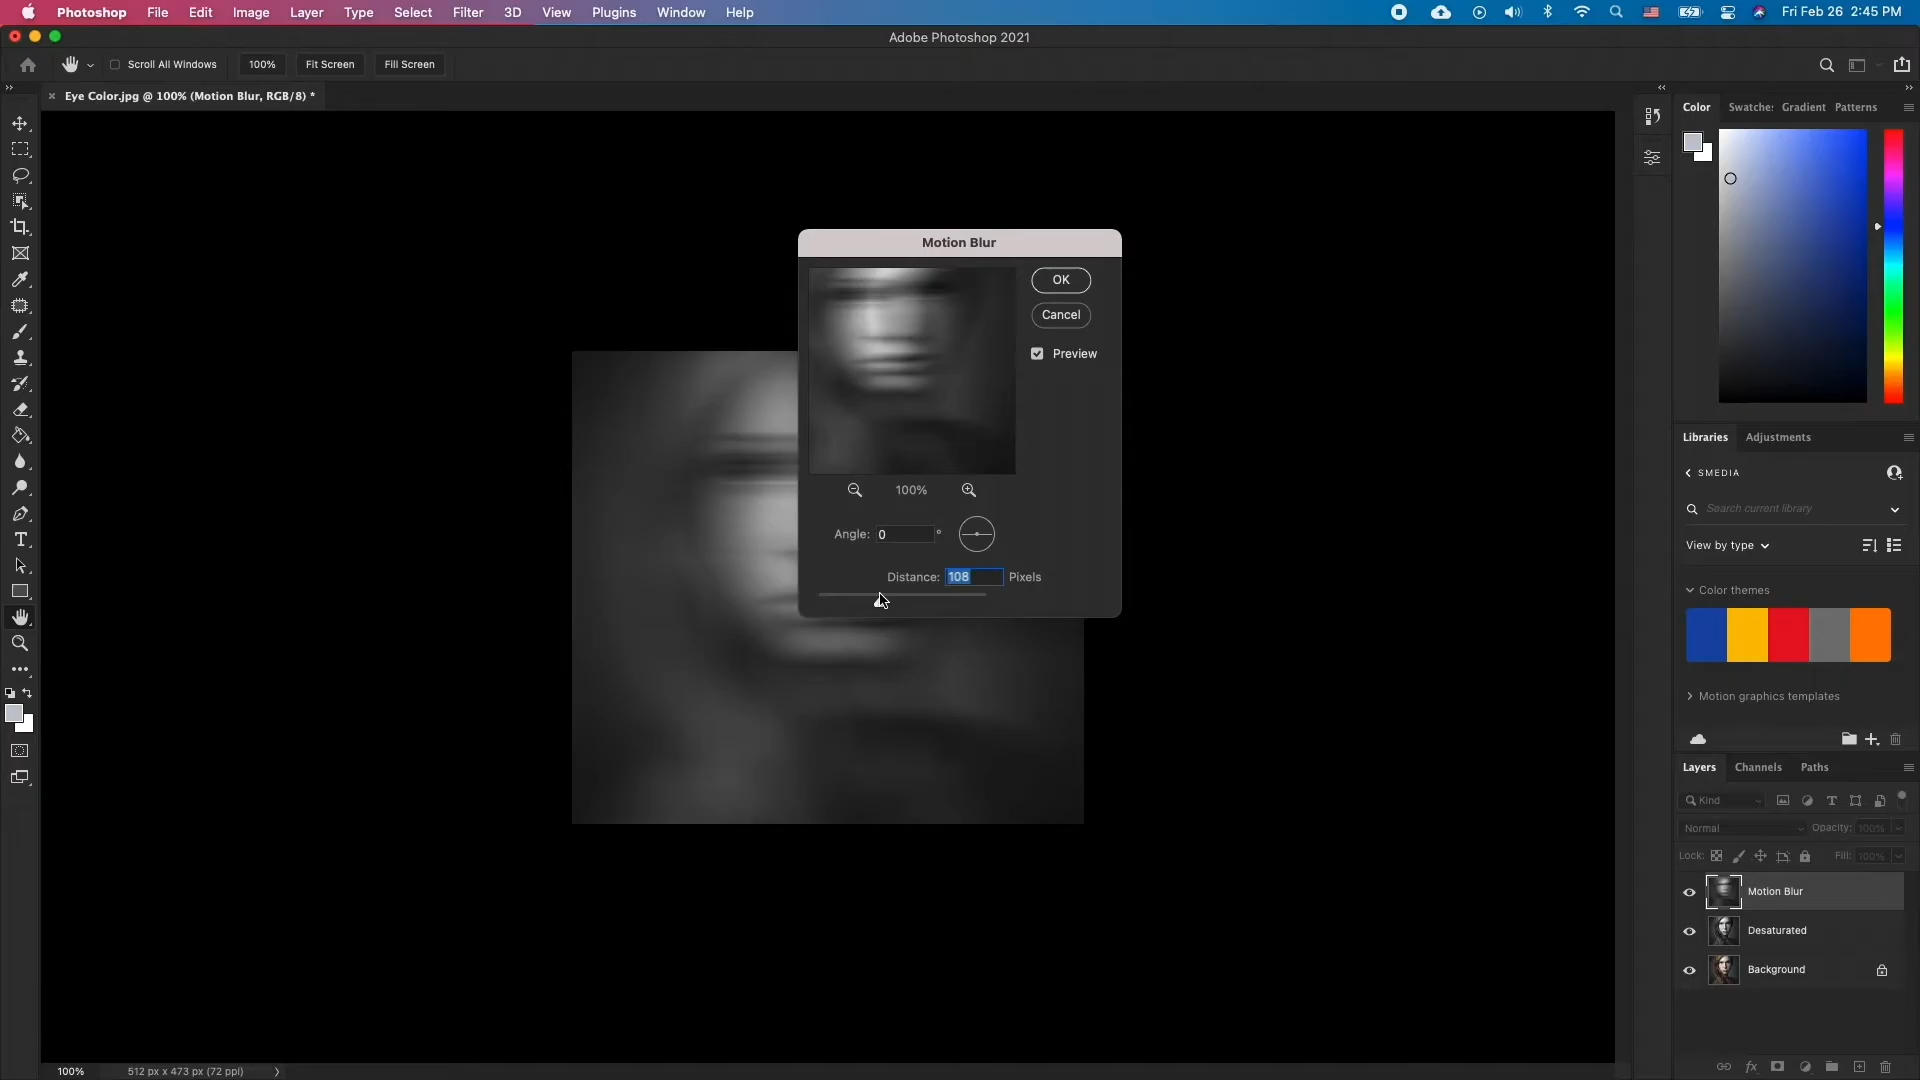 Photoshop File Edit Image Layer Type Select Filter 3D View Plugins Window Help Fri Feb 26 2:45 PM
Adobe Photoshop 2021
Scroll All Windows 100% Fit Screen Fill Screen
Eye Color.jpg @ 100% (Motion Blur, RGB/8) *
Color Swatche: Gradient Patterns
Motion Blur
OK
Cancel
Preview
100%
Angle: 0 °
Distance: 108 Pixels
Libraries Adjustments
SMEDIA
Search current library
View by type
Color themes
Motion graphics templates
Layers Channels Paths
Kind
Normal Opacity: 100%
Lock: Fill: 100%
Motion Blur
Desaturated
Background
100% 512 px x 473 px (72 ppi)